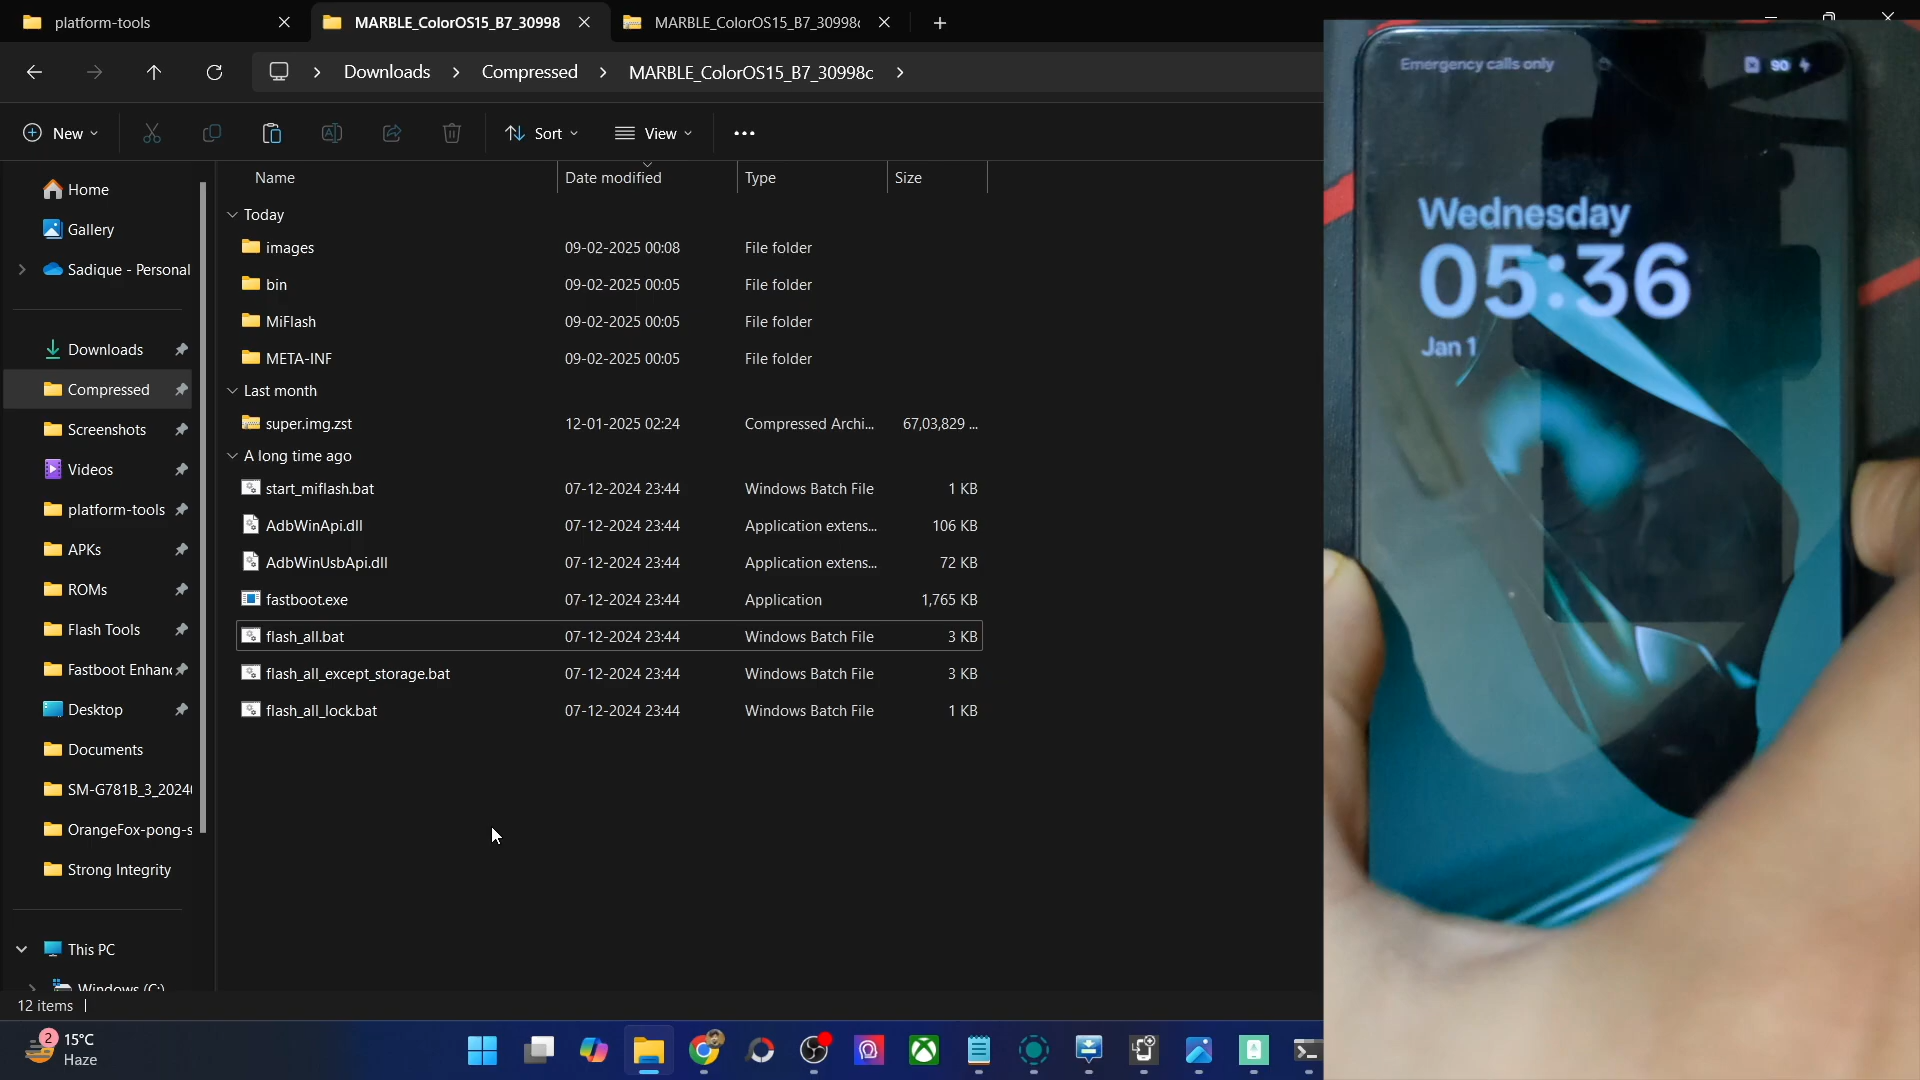 platform-tools
MARBLE_ColorOS15_B7_30998
MARBLE_ColorOS15_B7_30998c
Downloads
Compressed
MARBLE_ColorOS15_B7_30998c
New
Sort
View
Name
Date modified
Type
Size
Today
images 09-02-2025 00:08 File folder
bin 09-02-2025 00:05 File folder
MiFlash 09-02-2025 00:05 File folder
META-INF 09-02-2025 00:05 File folder
Last month
super.img.zst 12-01-2025 02:24 Compressed Archi... 67,03,829 ...
A long time ago
start_miflash.bat 07-12-2024 23:44 Windows Batch File 1 KB
AdbWinApi.dll 07-12-2024 23:44 Application extens... 106 KB
AdbWinUsbApi.dll 07-12-2024 23:44 Application extens... 72 KB
fastboot.exe 07-12-2024 23:44 Application 1,765 KB
flash_all.bat 07-12-2024 23:44 Windows Batch File 3 KB
flash_all_except_storage.bat 07-12-2024 23:44 Windows Batch File 3 KB
flash_all_lock.bat 07-12-2024 23:44 Windows Batch File 1 KB
Home
Gallery
Sadique - Personal
Downloads
Compressed
Screenshots
Videos
platform-tools
APKs
ROMs
Flash Tools
Fastboot Enhanc
Desktop
Documents
SM-G781B_3_2024
OrangeFox-pong-s
Strong Integrity
This PC
Windows (C:)
12 items
2
15°C
Haze
Emergency calls only
90
Wednesday
05:36
Jan 1